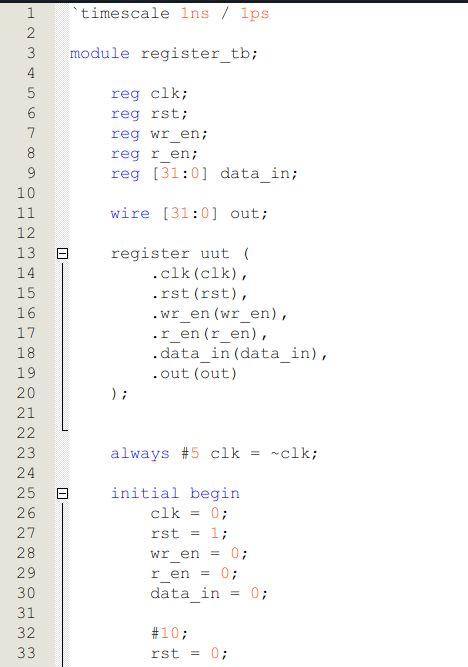 1 `timescale 1ns / 1ps
2
3 module register_tb;
4
5 reg clk;
6 reg rst;
7 reg wr_en;
8 reg r_en;
9 reg [31:0] data_in;
10
11 wire [31:0] out;
12
13 register uut (
14 .clk(clk),
15 .rst(rst),
16 .wr_en(wr_en),
17 .r_en(r_en),
18 .data_in(data_in),
19 .out(out)
20 );
21
22
23 always #5 clk = ~clk;
24
25 initial begin
26 clk = 0;
27 rst = 1;
28 wr_en = 0;
29 r_en = 0;
30 data_in = 0;
31
32 #10;
33 rst = 0;